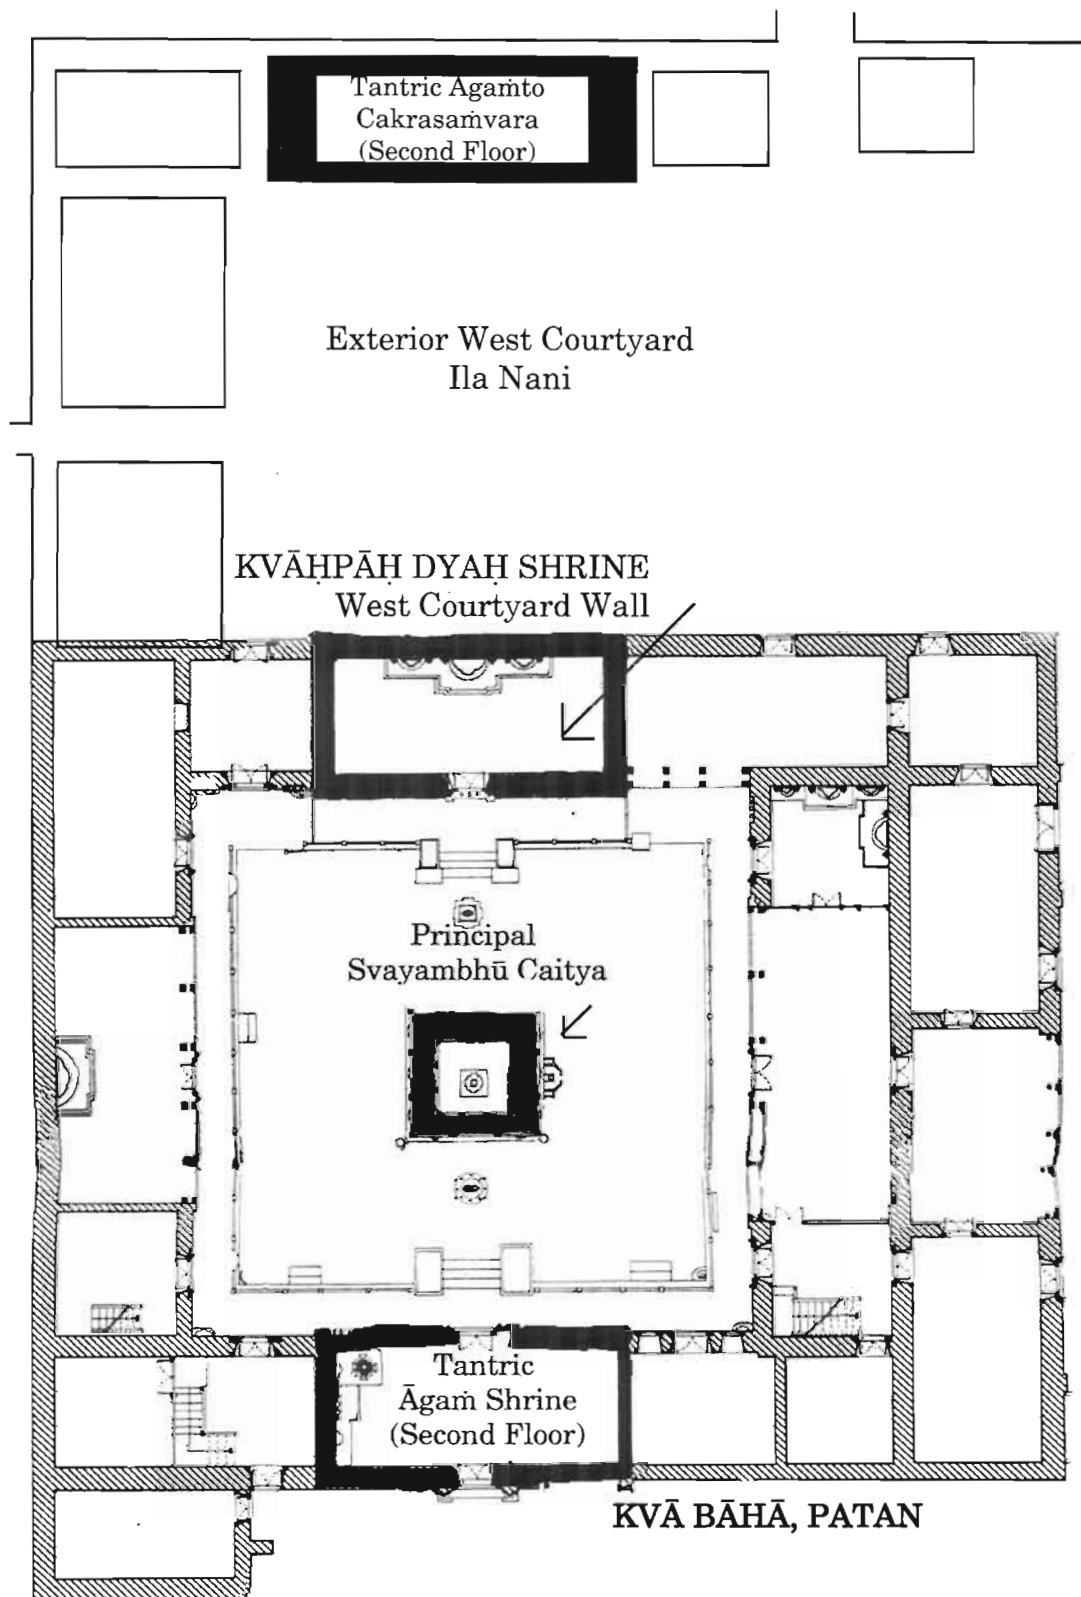 Tantric Agaṁto
Cakrasaṁvara
(Second Floor)
Exterior West Courtyard
Ila Nani
KVĀḤPĀḤ DYAḤ SHRINE
West Courtyard Wall
Principal
Svayambhū Caitya
Tantric
Āgaṁ Shrine
(Second Floor)
KVĀ BĀHĀ, PATAN